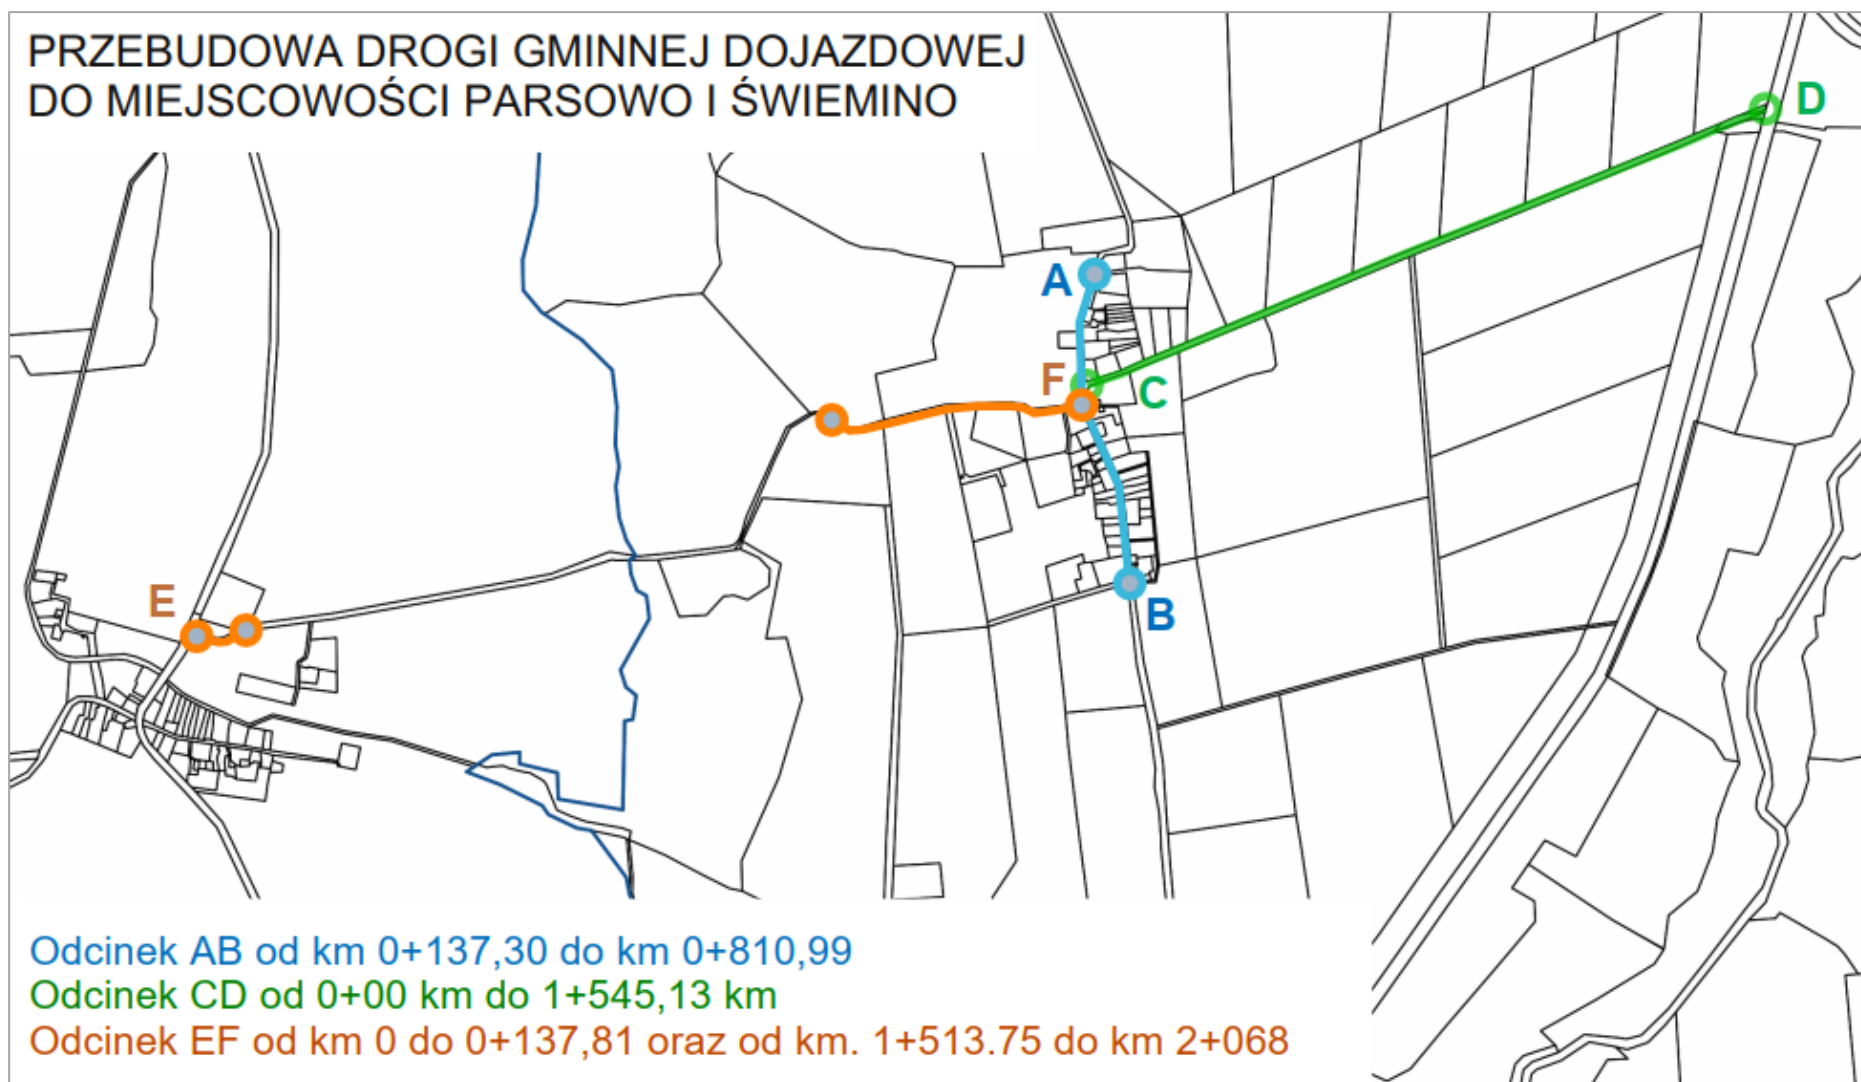 PRZEBUDOWA DROGI GMINNEJ DOJAZDOWEJ
DO MIEJSCOWOŚCI PARSOWO I ŚWIEMINO
D
A
F
C
E
B
Odcinek AB od km 0+137,30 do km 0+810,99
Odcinek CD od 0+00 km do 1+545,13 km
Odcinek EF od km 0 do 0+137,81 oraz od km. 1+513.75 do km 2+068